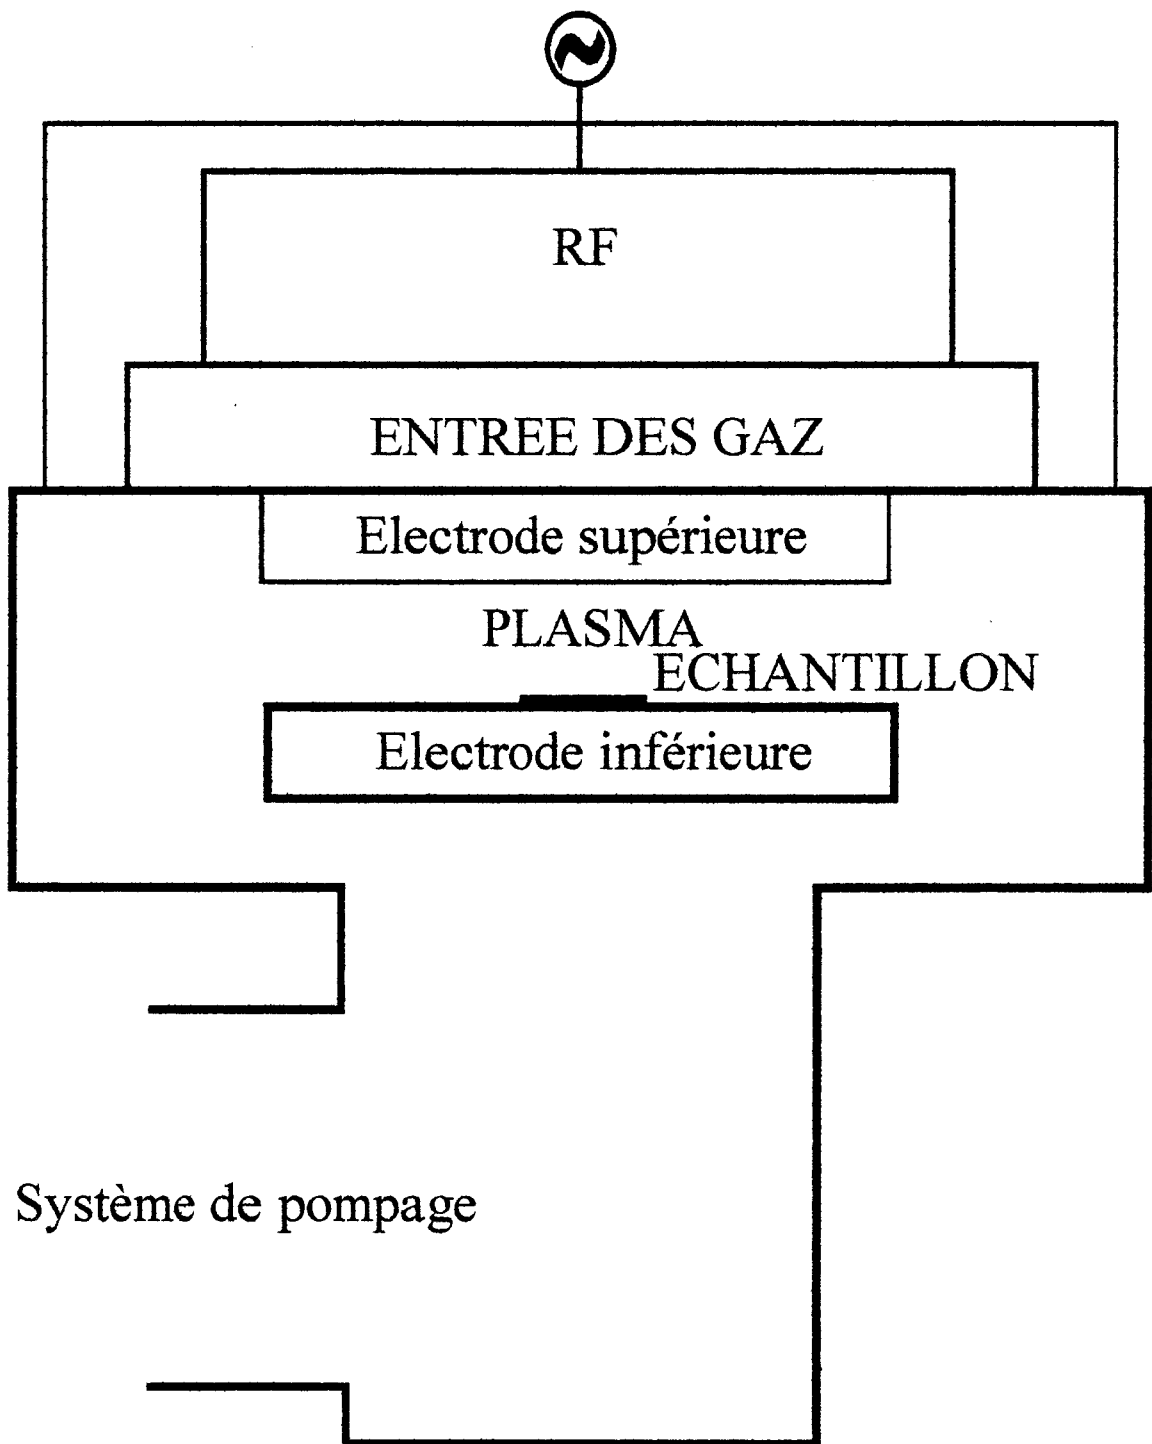 RF
ENTREE DES GAZ
Electrode supérieure
PLASMA
ECHANTILLON
Electrode inférieure
Système de pompage